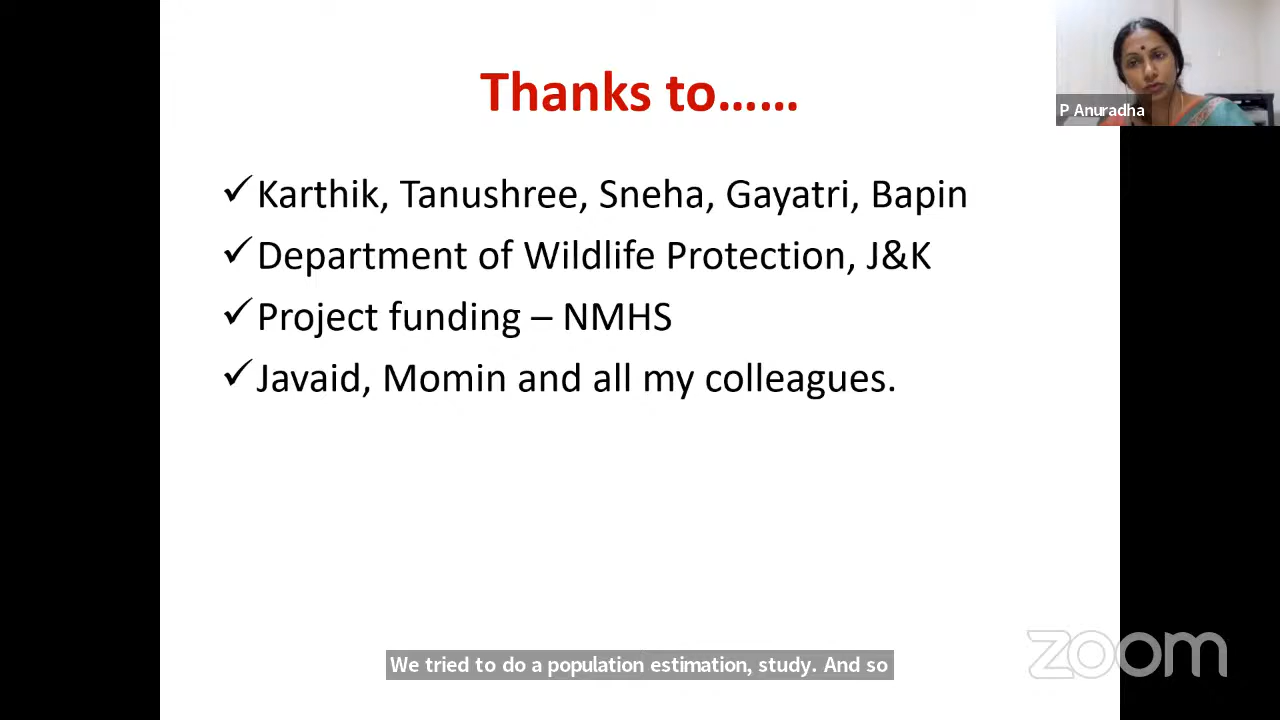 Thanks to……
P Anuradha
✓Karthik, Tanushree, Sneha, Gayatri, Bapin
✓Department of Wildlife Protection, J&K
✓Project funding – NMHS
✓Javaid, Momin and all my colleagues.
We tried to do a population estimation, study. And so
zoom